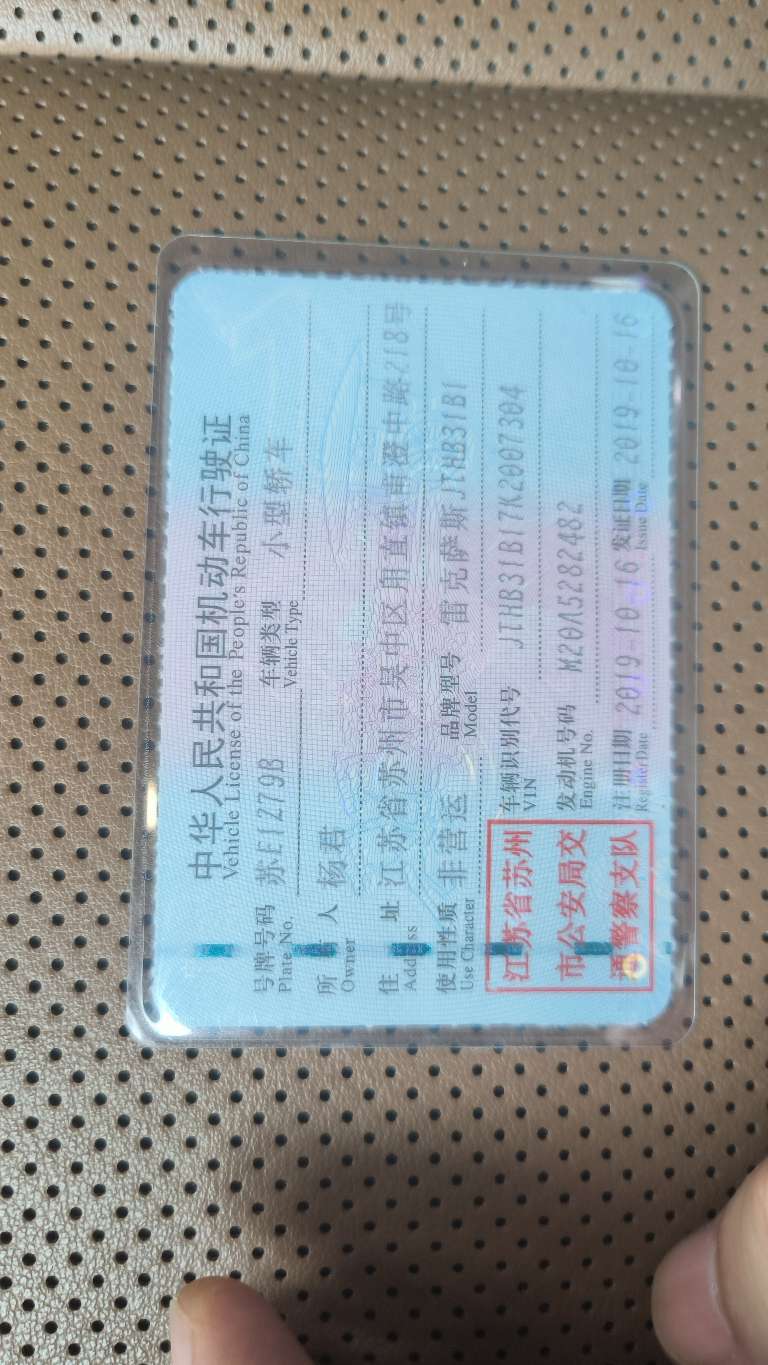 中华人民共和国机动车行驶证
Vehicle License of the People's Republic of China
号牌号码 苏E1279B 车辆类型 小型轿车
Plate No. Vehicle Type
所有人 杨君
Owner
住址 江苏省苏州市吴中区甪直镇甫澄中路218号
Address
使用性质 非营运 品牌型号 雷克萨斯JTHB31B1
Use Character Model
江苏省苏州
市公安局交
通警察支队
车辆识别代号 JTHB31B17K2007304
VIN
发动机号码 M20A5282482
Engine No.
注册日期 2019-10-16 发证日期 2019-10-16
Register Date Issue Date